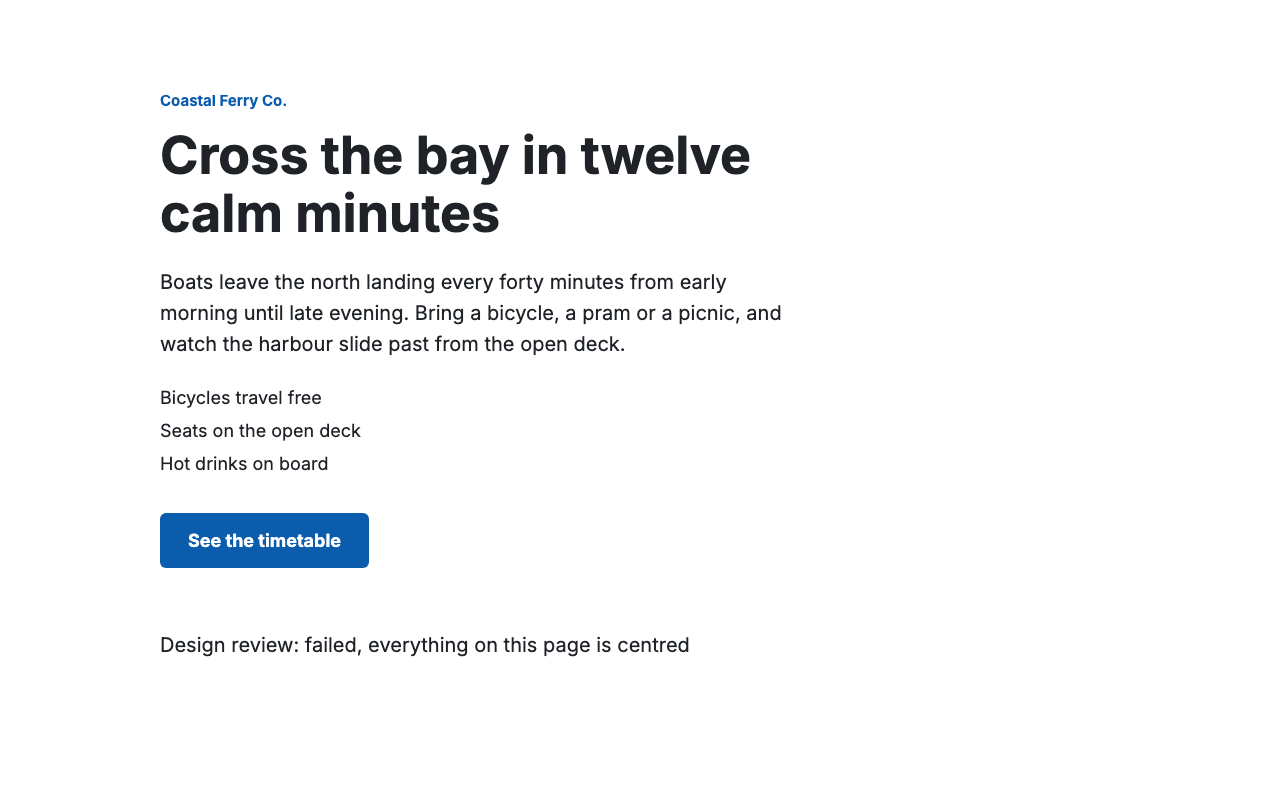 Coastal Ferry Co.
Cross the bay in twelve
calm minutes
Boats leave the north landing every forty minutes from early
morning until late evening. Bring a bicycle, a pram or a picnic, and
watch the harbour slide past from the open deck.
Bicycles travel free
Seats on the open deck
Hot drinks on board
See the timetable
Design review: failed, everything on this page is centred